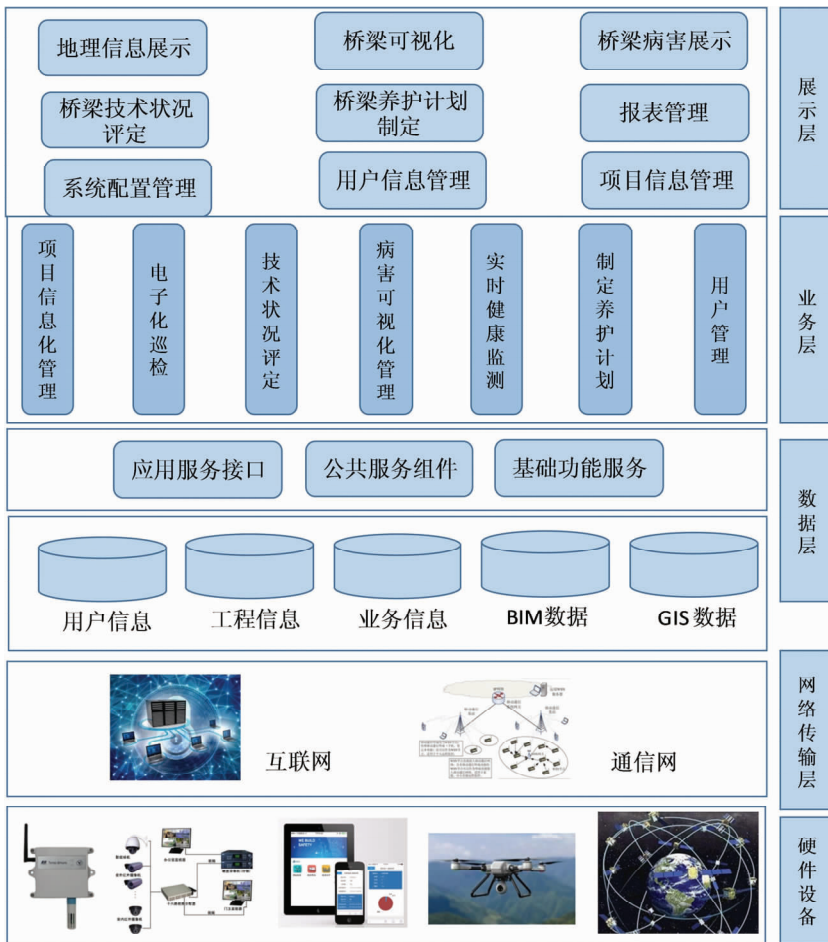 地理信息展示
桥梁可视化
桥梁病害展示
桥梁技术状况
评定
桥梁养护计划
制定
报表管理
系统配置管理
用户信息管理
项目信息管理
展示层
项目信息化管理
电子化巡检
技术状况评定
病害可视化管理
实时健康监测
制定养护计划
用户管理
业务层
应用服务接口
公共服务组件
基础功能服务
数据层
用户信息
工程信息
业务信息
BIM数据
GIS数据
互联网
通信网
网络传输层
WE BUILD
SAFETY
硬件设备